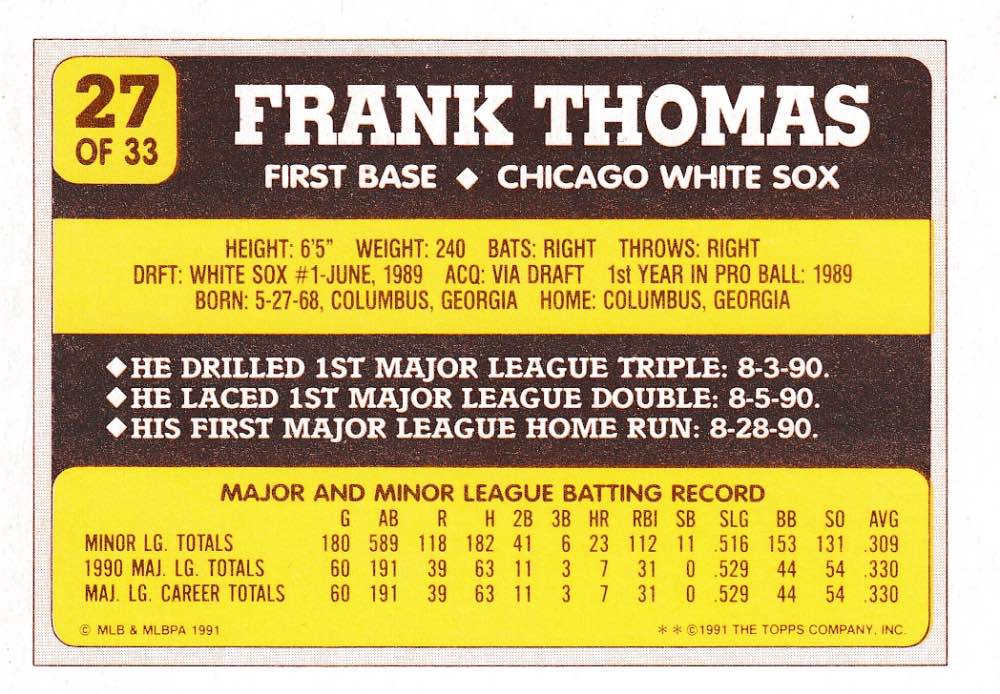 27
OF 33
FRANK THOMAS
FIRST BASE ◆ CHICAGO WHITE SOX
HEIGHT: 6'5" WEIGHT: 240 BATS: RIGHT THROWS: RIGHT
DRFT: WHITE SOX #1-JUNE, 1989 ACQ: VIA DRAFT 1st YEAR IN PRO BALL: 1989
BORN: 5-27-68, COLUMBUS, GEORGIA HOME: COLUMBUS, GEORGIA
◆HE DRILLED 1ST MAJOR LEAGUE TRIPLE: 8-3-90.
◆HE LACED 1ST MAJOR LEAGUE DOUBLE: 8-5-90.
◆HIS FIRST MAJOR LEAGUE HOME RUN: 8-28-90.
MAJOR AND MINOR LEAGUE BATTING RECORD
G AB R H 2B 3B HR RBI SB SLG BB SO AVG
MINOR LG. TOTALS 180 589 118 182 41 6 23 112 11 .516 153 131 .309
1990 MAJ. LG. TOTALS 60 191 39 63 11 3 7 31 0 .529 44 54 .330
MAJ. LG. CAREER TOTALS 60 191 39 63 11 3 7 31 0 .529 44 54 .330
© MLB & MLBPA 1991 * * ©1991 THE TOPPS COMPANY, INC.